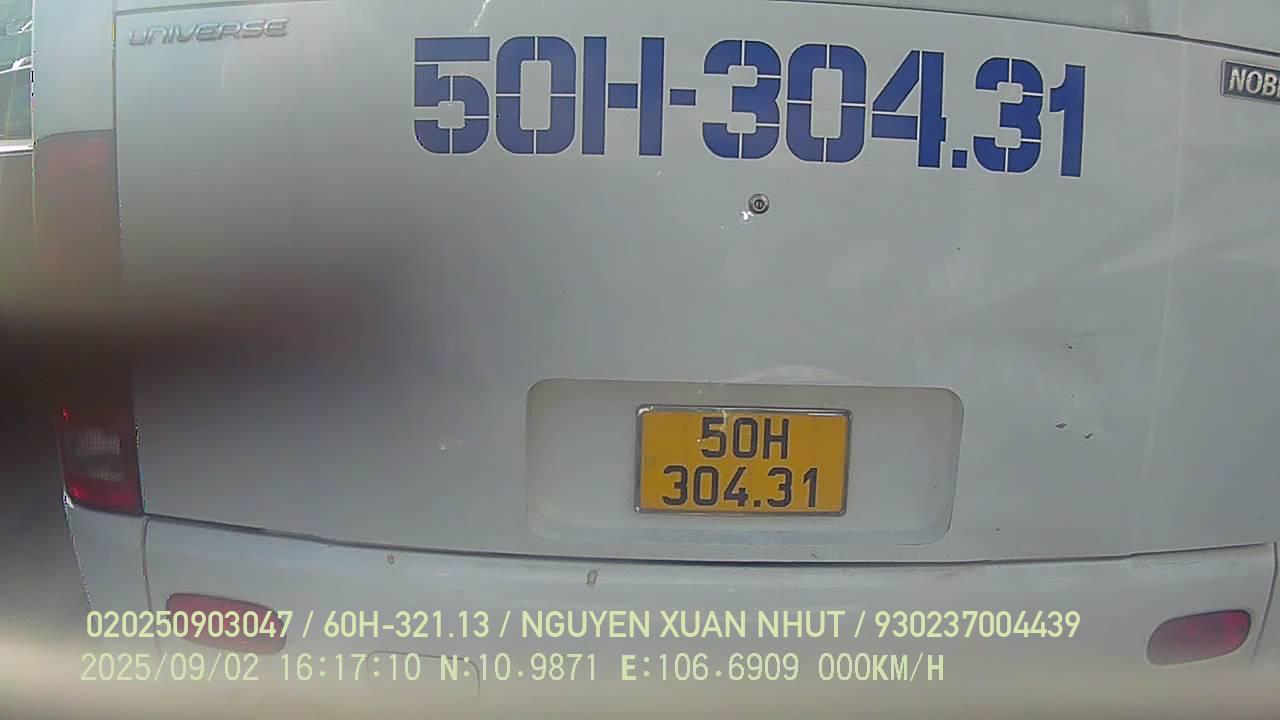 UNIVERSE
50H-304.31
NOB
50H
304.31
020250903047 / 60H-321.13 / NGUYEN XUAN NHUT / 930237004439
2025/09/02 16:17:10 N:10.9871 E:106.6909 000KM/H